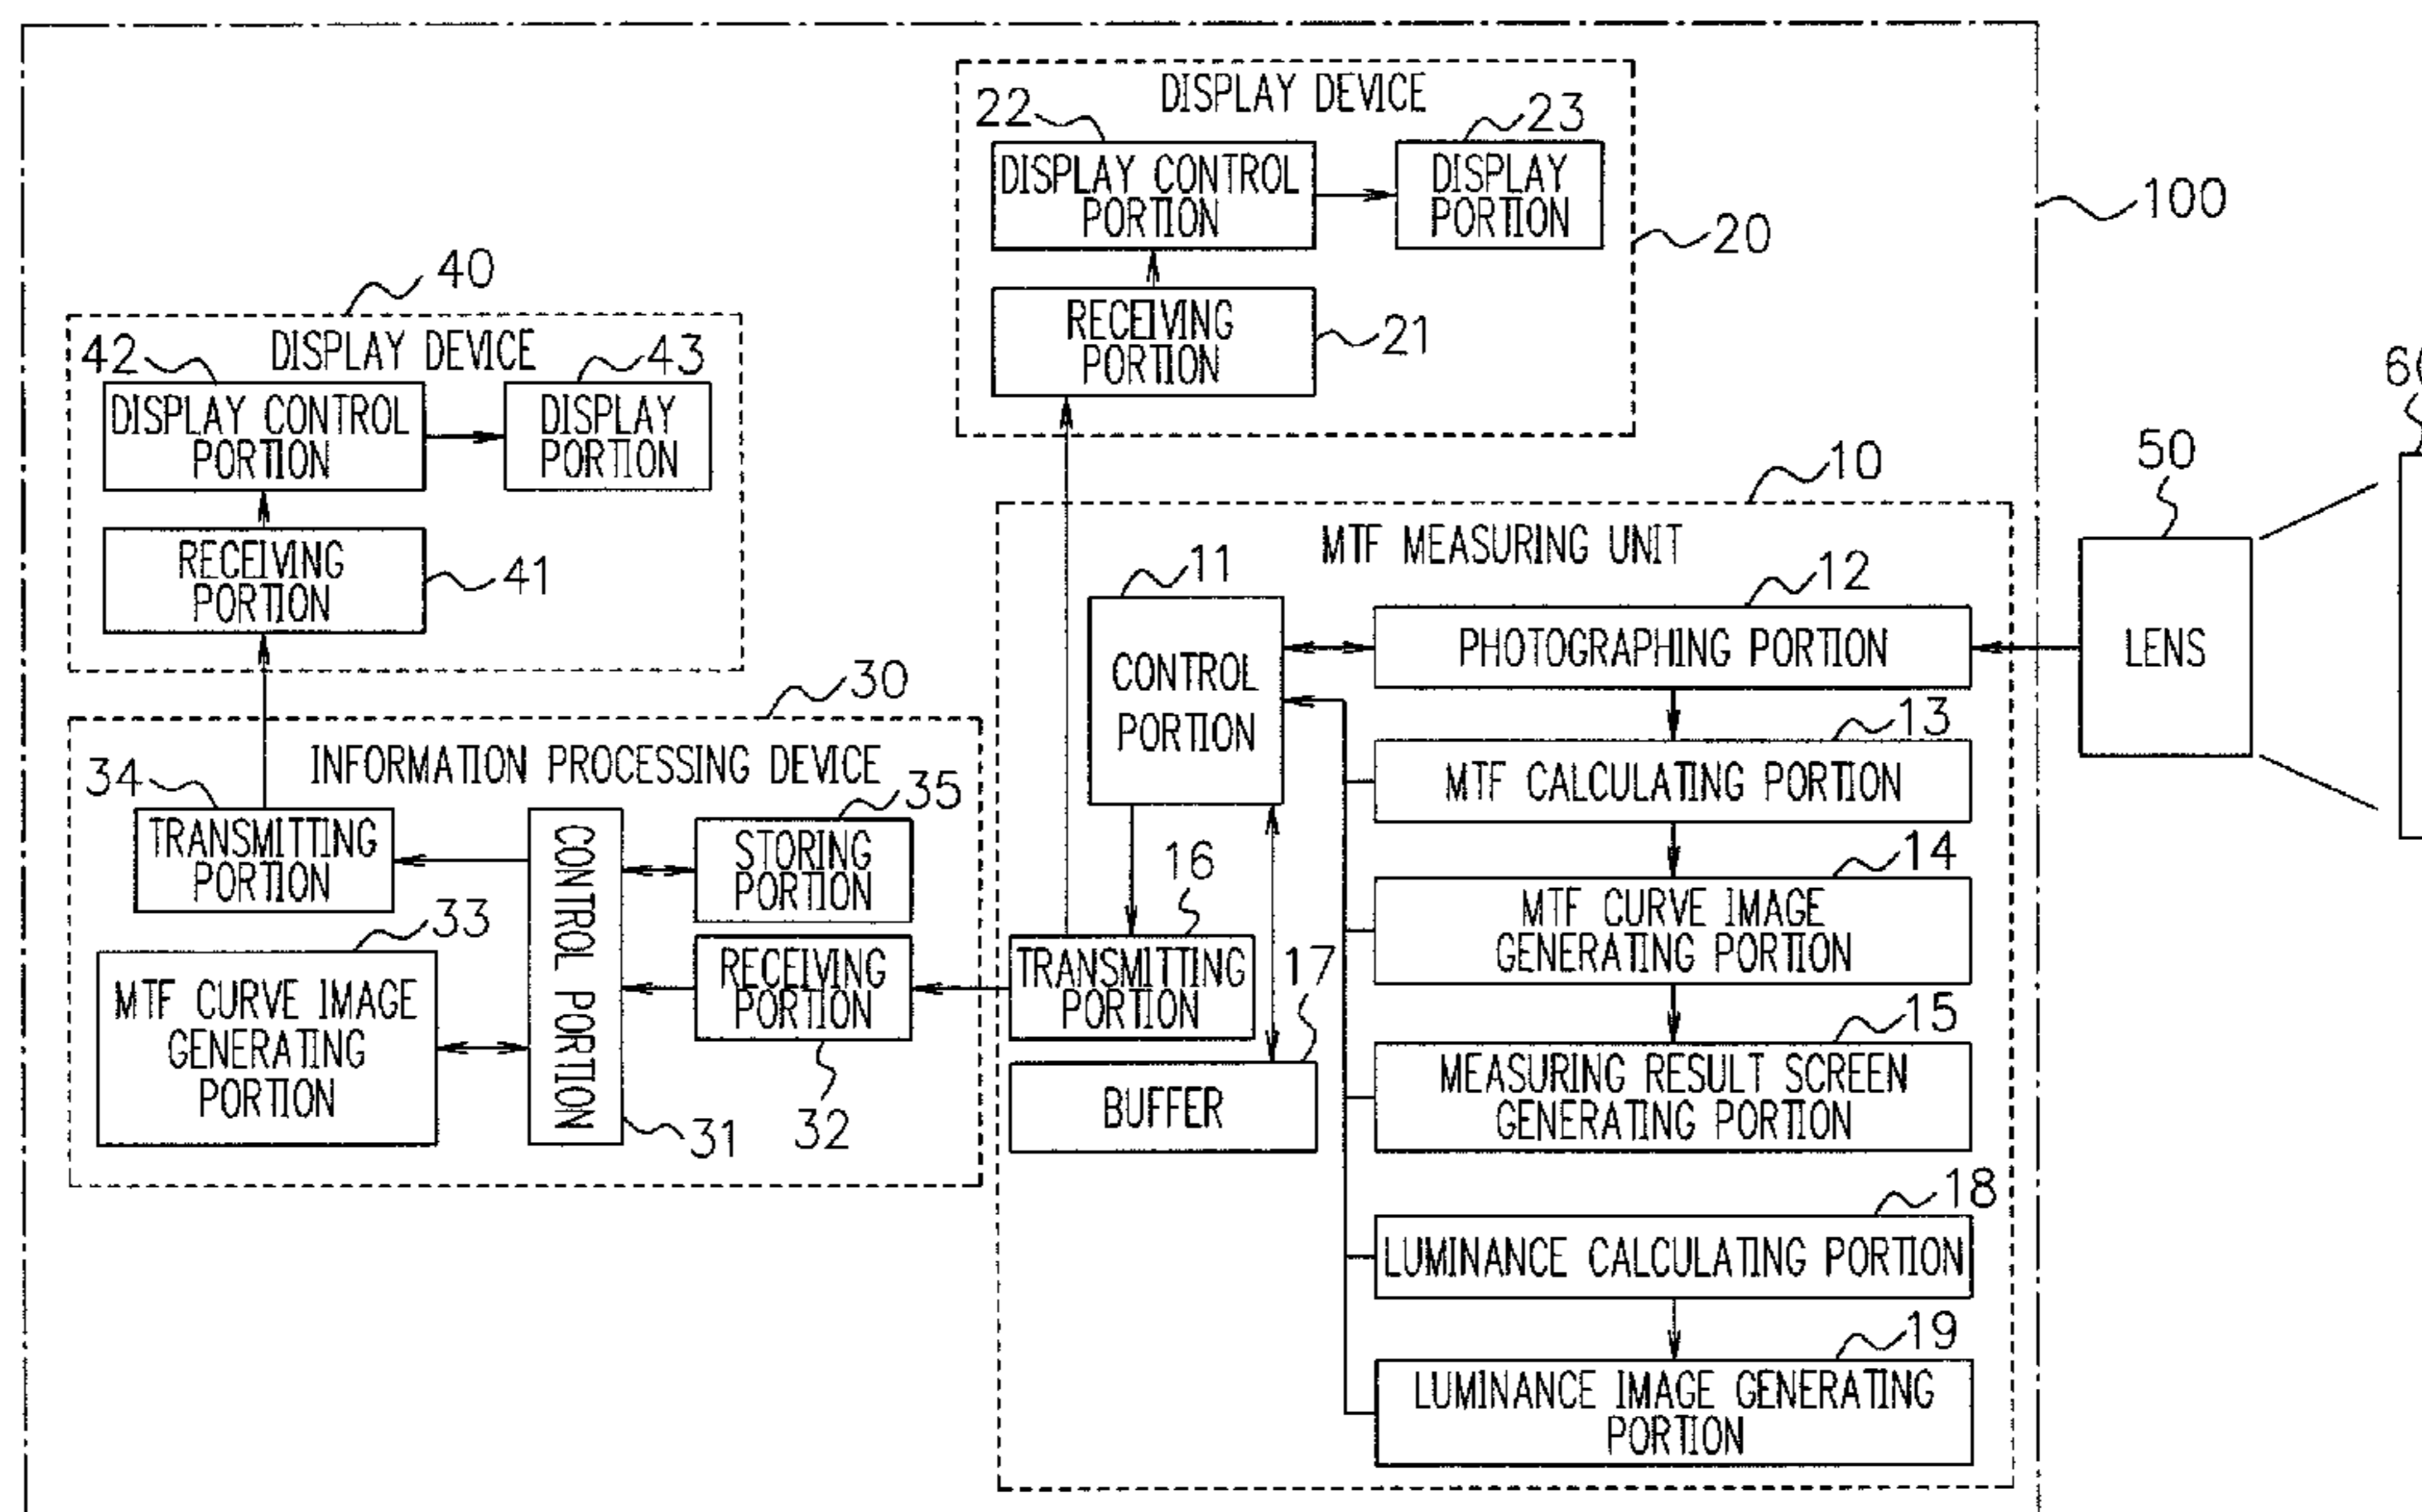 DISPLAY DEVICE
22
23
DISPLAY CONTROL
PORTION
DISPLAY
PORTION
100
20
RECEIVING
PORTION
21
40
DISPLAY DEVICE
42
43
DISPLAY CONTROL
PORTION
DISPLAY
PORTION
RECEIVING
PORTION
41
30
INFORMATION PROCESSING DEVICE
34
35
TRANSMITTING
PORTION
CONTROL PORTION
STORING
PORTION
33
MTF CURVE IMAGE
GENERATING
PORTION
RECEIVING
PORTION
31
32
10
MTF MEASURING UNIT
11
12
CONTROL
PORTION
PHOTOGRAPHING PORTION
13
MTF CALCULATING PORTION
16
14
TRANSMITTING
PORTION
17
MTF CURVE IMAGE
GENERATING PORTION
15
BUFFER
MEASURING RESULT SCREEN
GENERATING PORTION
18
LUMINANCE CALCULATING PORTION
19
LUMINANCE IMAGE GENERATING
PORTION
50
LENS